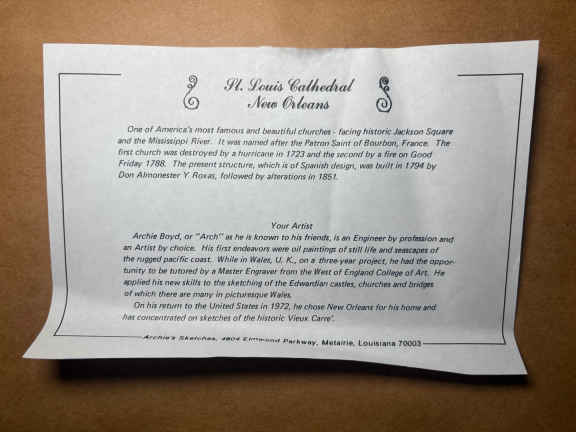 St. Louis Cathedral
New Orleans
One of America's most famous and beautiful churches - facing historic Jackson Square
and the Mississippi River. It was named after the Patron Saint of Bourbon, France. The
first church was destroyed by a hurricane in 1723 and the second by a fire on Good
Friday 1788. The present structure, which is of Spanish design, was built in 1794 by
Don Almonester Y Roxas, followed by alterations in 1851.
Your Artist
Archie Boyd, or "Arch" as he is known to his friends, is an Engineer by profession and
an Artist by choice. His first endeavors were oil paintings of still life and seascapes of
the rugged pacific coast. While in Wales, U. K., on a three-year project, he had the oppor-
tunity to be tutored by a Master Engraver from the West of England College of Art. He
applied his new skills to the sketching of the Edwardian castles, churches and bridges
of which there are many in picturesque Wales.
On his return to the United States in 1972, he chose New Orleans for his home and
has concentrated on sketches of the historic Vieux Carre'.
Archie's Sketches, 4804 Elmwood Parkway, Metairie, Louisiana 70003